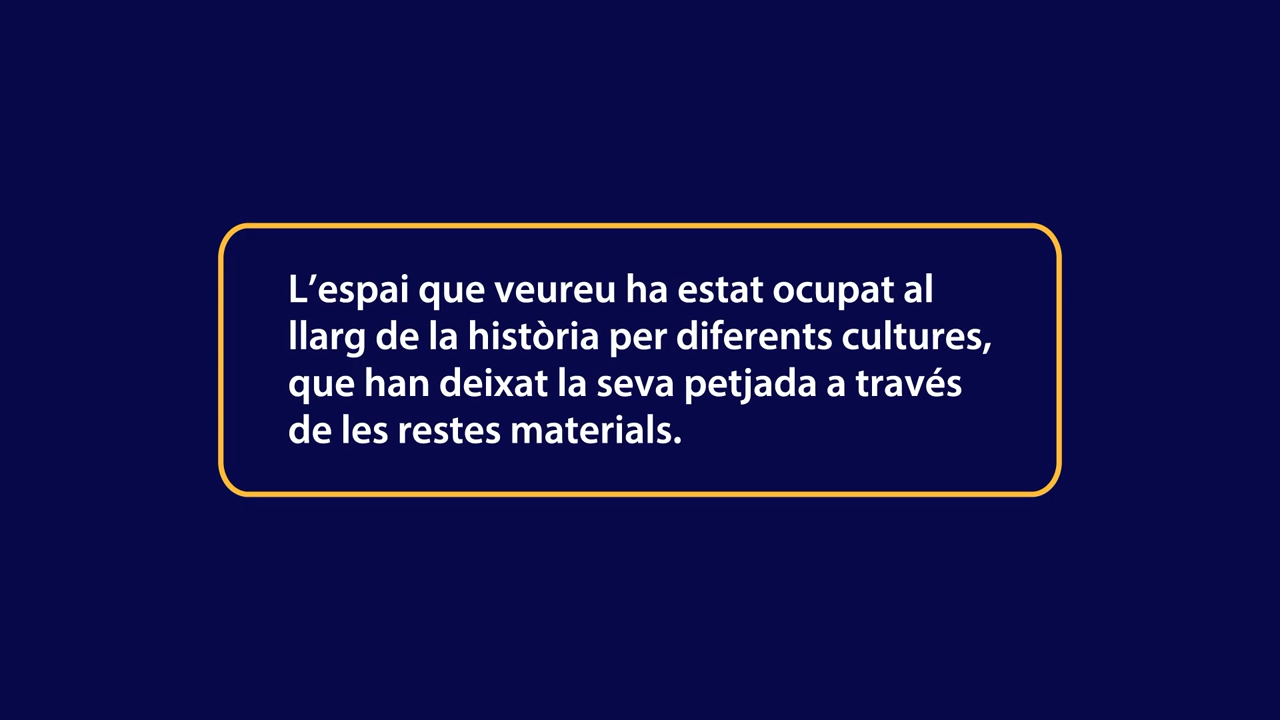 L’espai que veureu ha estat ocupat al
llarg de la història per diferents cultures,
que han deixat la seva petjada a través
de les restes materials.